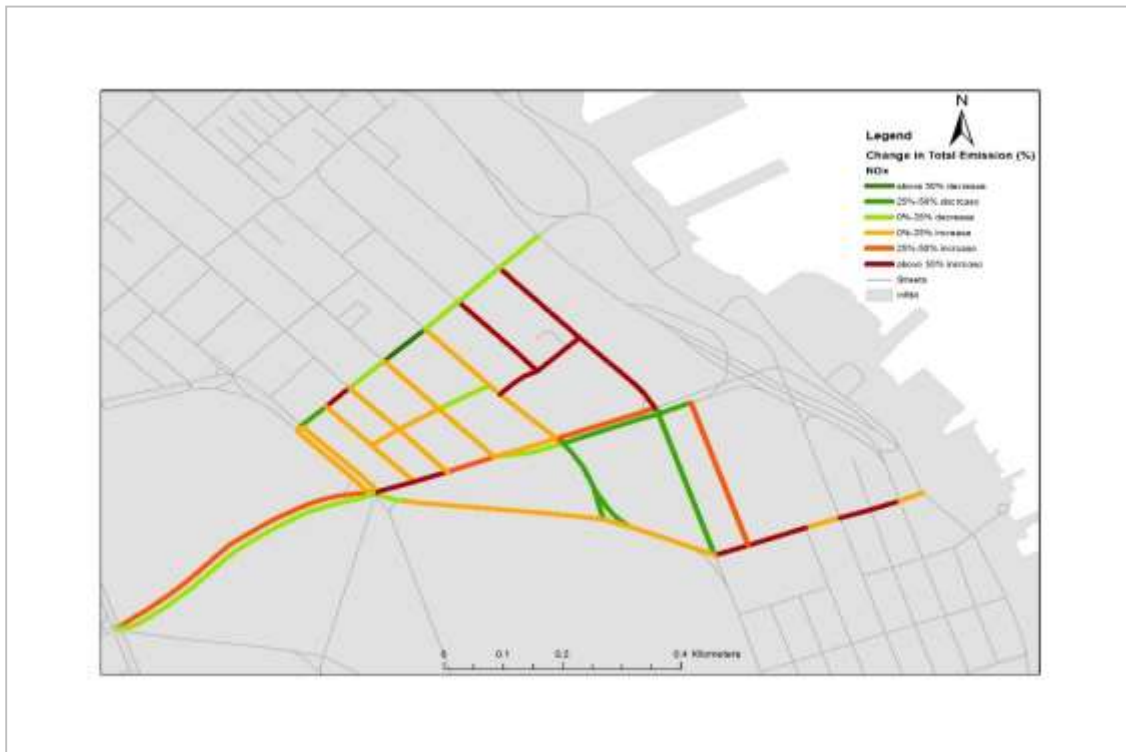 N
Legend
Change in Total Emission (%)
NOx
above 50% decrease
25%-50% decrease
0%-25% decrease
0%-25% increase
25%-50% increase
above 50% increase
Streets
0 0.1 0.2 0.4 Kilometers